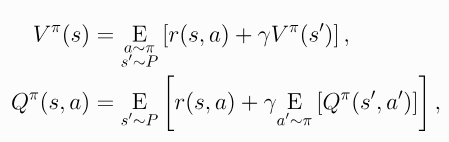 V^π(s) = E_{a∼π, s′∼P} [r(s, a) + γV^π(s′)],
Q^π(s, a) = E_{s′∼P} [r(s, a) + γ E_{a′∼π} [Q^π(s′, a′)]],